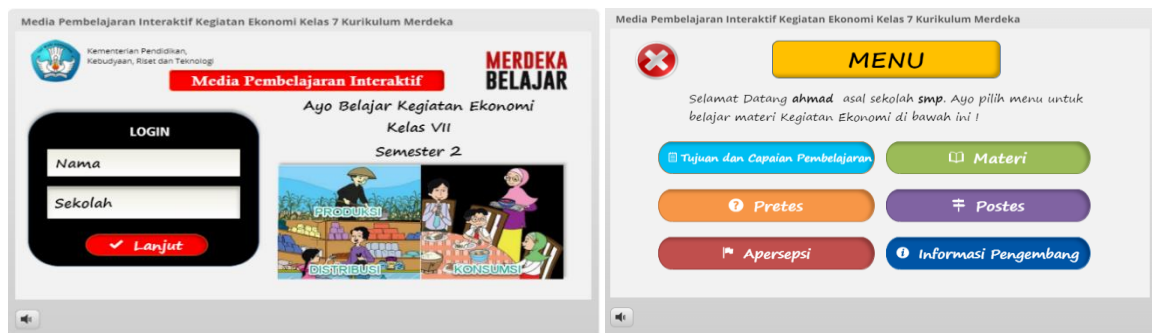 Media Pembelajaran Interaktif Kegiatan Ekonomi Kelas 7 Kurikulum Merdeka
Kementerian Pendidikan,
Kebudyaan, Riset dan Teknologi
MERDEKA
BELAJAR
Media Pembelajaran Interaktif
Ayo Belajar Kegiatan Ekonomi
Kelas VII
Semester 2
LOGIN
Nama
Sekolah
Lanjut
PRODUKSI
DISTRIBUSI
KONSUMSI
Media Pembelajaran Interaktif Kegiatan Ekonomi Kelas 7 Kurikulum Merdeka
MENU
Selamat Datang ahmad asal sekolah smp. Ayo pilih menu untuk
belajar materi Kegiatan Ekonomi di bawah ini !
Tujuan dan Capaian Pembelajaran
Materi
Pretes
Postes
Apersepsi
Informasi Pengembang